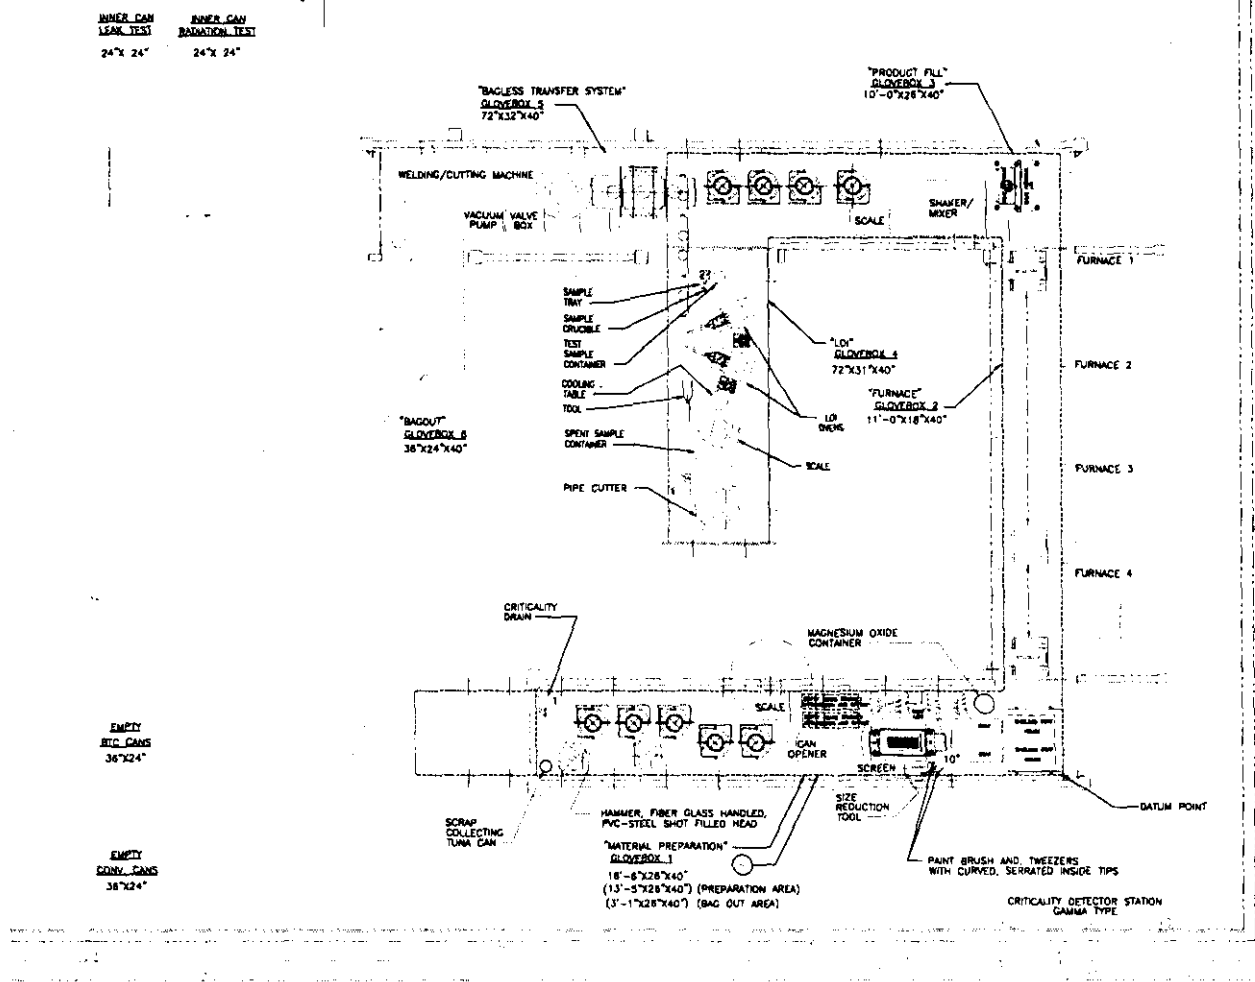 INNER CAN
LEAK TEST
24"X 24"
INNER CAN
RADIATION TEST
24"X 24"
"BAGLESS TRANSFER SYSTEM"
GLOVEBOX 5
72"X32"X40"
"PRODUCT FILL"
GLOVEBOX 3
10'-0"X26"X40"
WELDING/CUTTING MACHINE
VACUUM
PUMP
VALVE
BOX
SCALE
SHAKER/
MIXER
FURNACE 1
SAMPLE
TRAY
SAMPLE
CRUCIBLE
TEST
SAMPLE
CONTAINER
COOLING
TABLE
TOOL
SPENT SAMPLE
CONTAINER
PIPE CUTTER
"LOI"
GLOVEBOX 4
72"X31"X40"
"FURNACE"
GLOVEBOX 2
11'-0"X18"X40"
LOI
OVENS
SCALE
FURNACE 2
FURNACE 3
FURNACE 4
"BAGOUT"
GLOVEBOX 6
36"X24"X40"
CRITICALITY
DRAIN
MAGNESIUM OXIDE
CONTAINER
SCALE
CAN
OPENER
SCREEN
10"
EMPTY
BTC CANS
36"X24"
SCRAP
COLLECTING
TUNA CAN
HAMMER, FIBER GLASS HANDLED,
PVC-STEEL SHOT FILLED HEAD
SIZE
REDUCTION
TOOL
DATUM POINT
"MATERIAL PREPARATION"
GLOVEBOX 1
16'-6"X26"X40"
(13'-5"X26"X40") (PREPARATION AREA)
(3'-1"X26"X40") (BAG OUT AREA)
PAINT BRUSH AND TWEEZERS
WITH CURVED, SERRATED INSIDE TIPS
EMPTY
CONV. CANS
36"X24"
CRITICALITY DETECTOR STATION
GAMMA TYPE